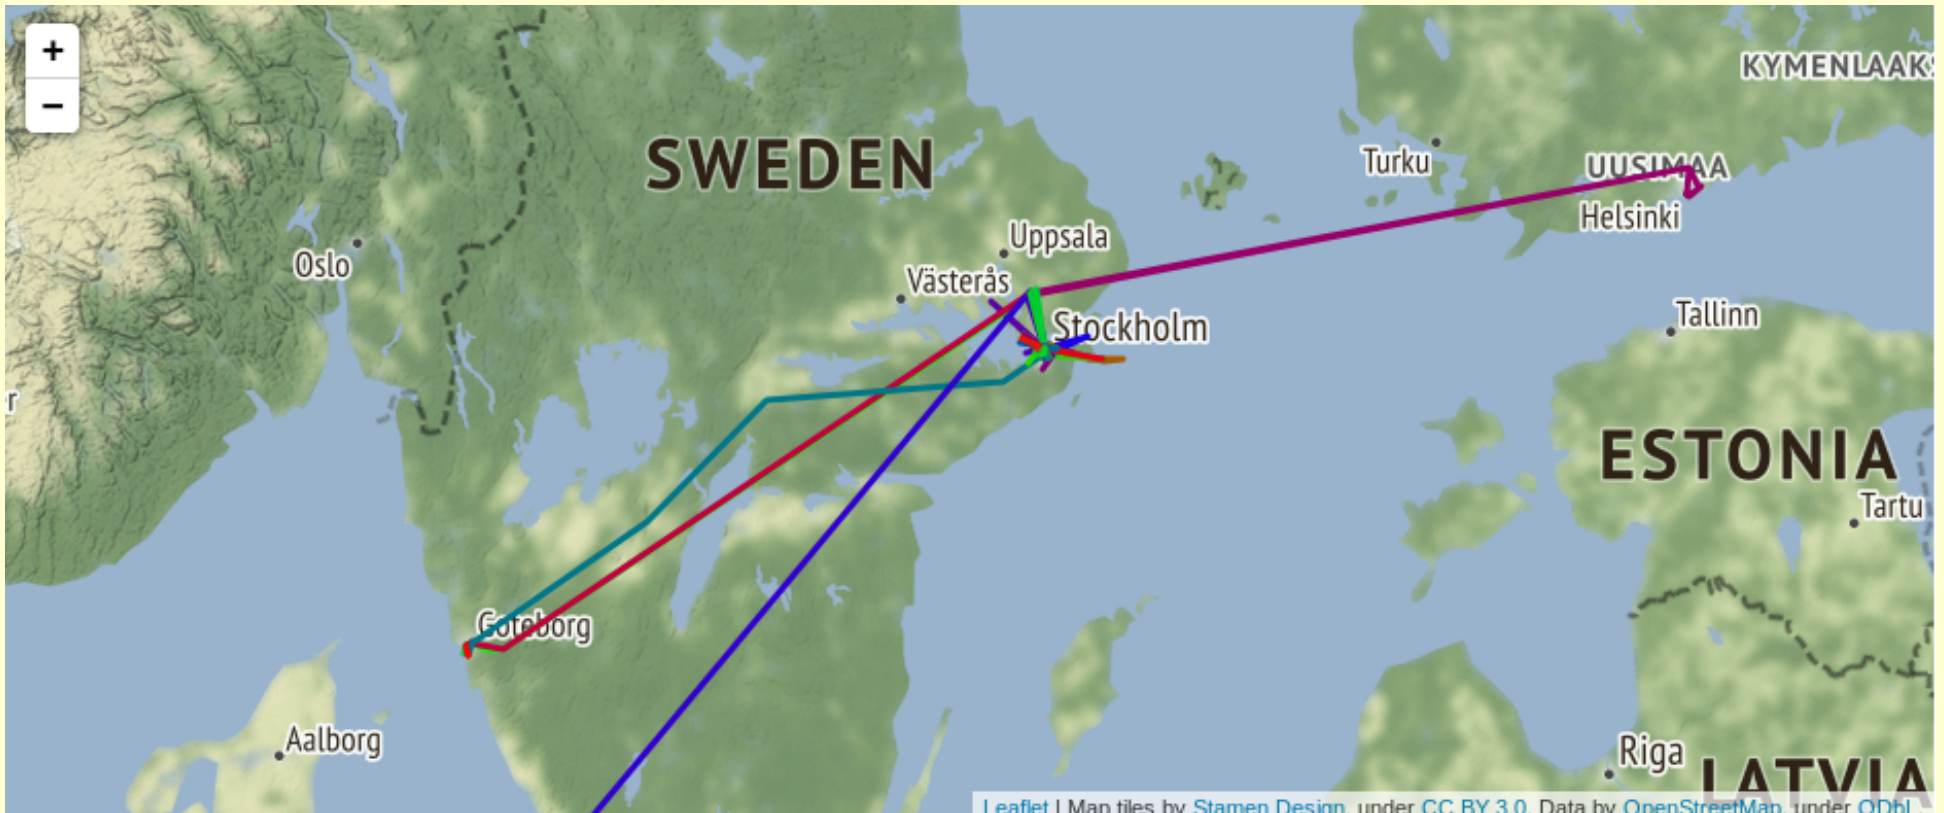 +
−
KYMENLAAKS
SWEDEN
Turku
UUSIMAA
Helsinki
Uppsala
Oslo
Västerås
Stockholm
Tallinn
r
ESTONIA
Tartu
Göteborg
Aalborg
Riga
LATVIA
Leaflet | Map tiles by Stamen Design, under CC BY 3.0. Data by OpenStreetMap, under ODbL.